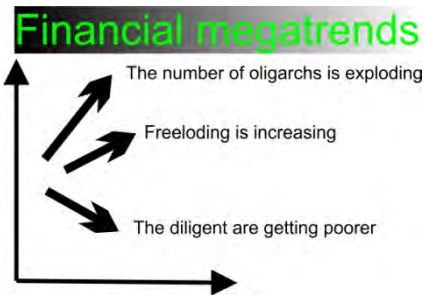 Financial megatrends
The number of oligarchs is exploding
Freeloding is increasing
The diligent are getting poorer